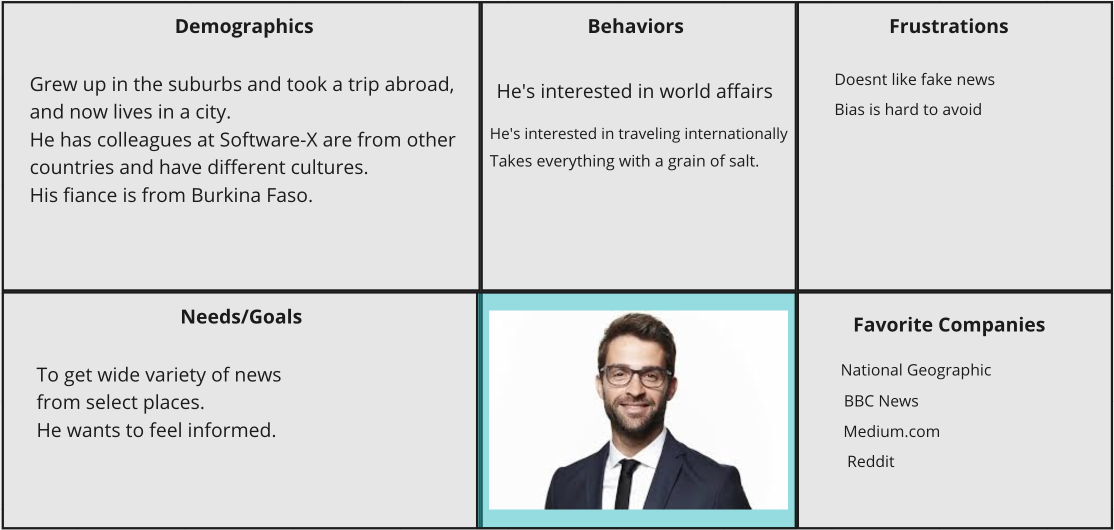 Demographics
Grew up in the suburbs and took a trip abroad,
and now lives in a city.
He has colleagues at Software-X are from other
countries and have different cultures.
His fiance is from Burkina Faso.
Behaviors
He's interested in world affairs
He's interested in traveling internationally
Takes everything with a grain of salt.
Frustrations
Doesnt like fake news
Bias is hard to avoid
Needs/Goals
To get wide variety of news
from select places.
He wants to feel informed.
Favorite Companies
National Geographic
BBC News
Medium.com
Reddit